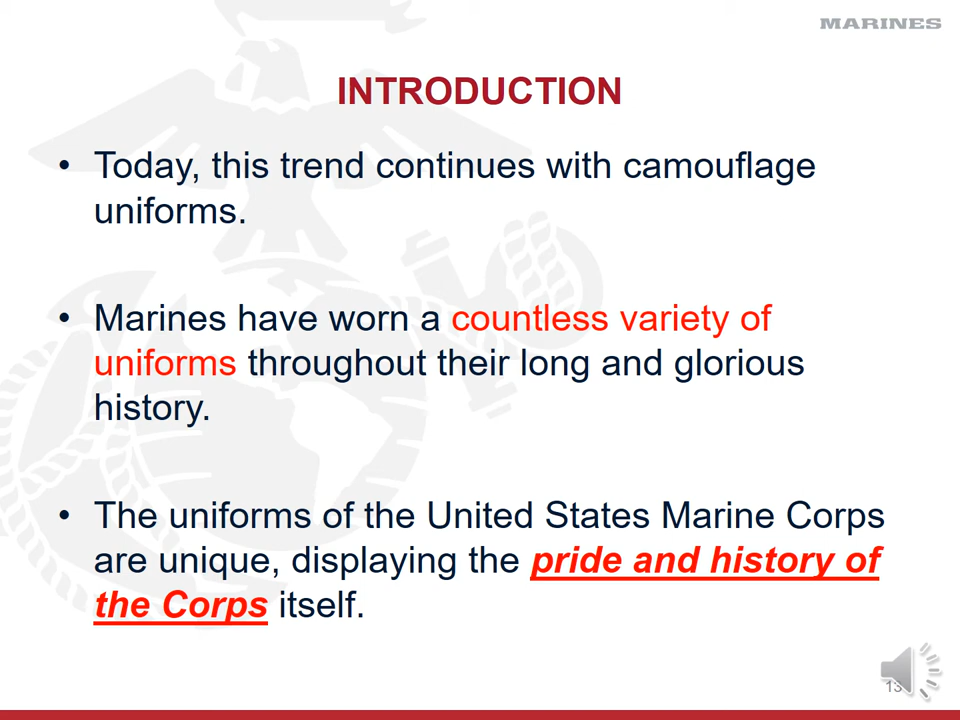 MARINES
INTRODUCTION
• Today, this trend continues with camouflage
uniforms.
• Marines have worn a countless variety of
uniforms throughout their long and glorious
history.
• The uniforms of the United States Marine Corps
are unique, displaying the pride and history of
the Corps itself.